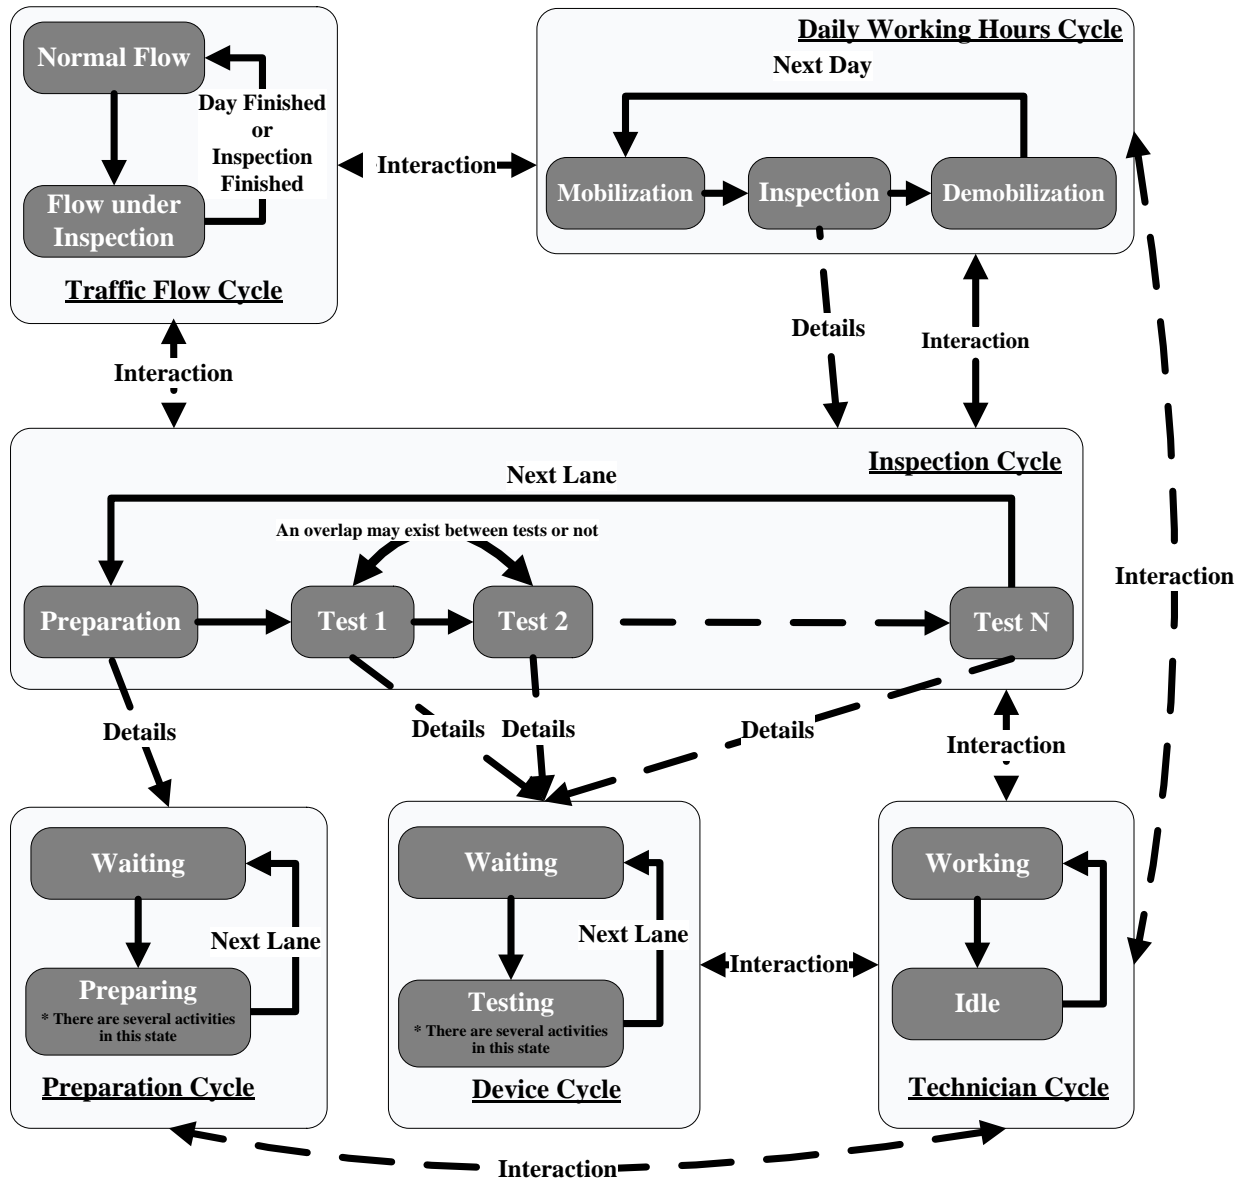 Normal Flow
Day Finished
or
Inspection
Finished
Flow under
Inspection
Traffic Flow Cycle
Interaction
Daily Working Hours Cycle
Next Day
Mobilization
Inspection
Demobilization
Details
Interaction
Interaction
Interaction
Inspection Cycle
Next Lane
An overlap may exist between tests or not
Preparation
Test 1
Test 2
Test N
Details
Details
Details
Details
Interaction
Waiting
Next Lane
Preparing
* There are several activities
in this state
Preparation Cycle
Waiting
Next Lane
Testing
* There are several activities
in this state
Device Cycle
Interaction
Working
Idle
Technician Cycle
Interaction